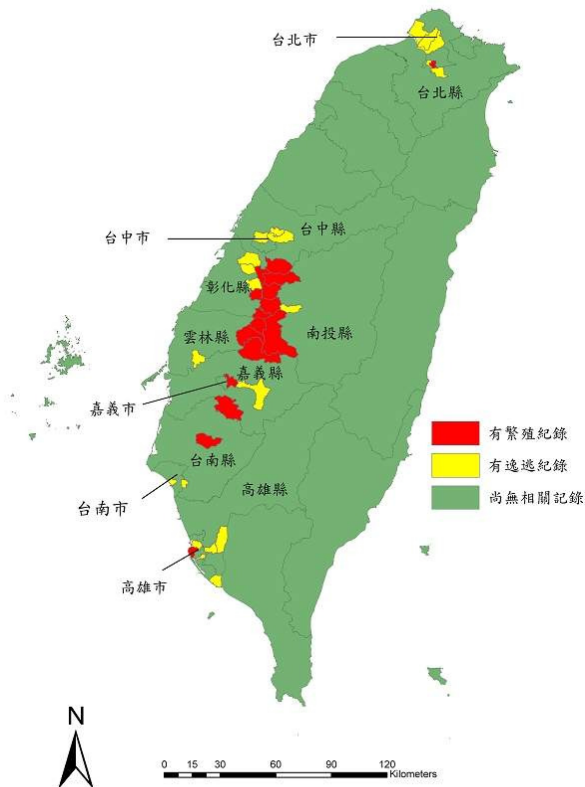 台北市
台北縣
台中縣
台中市
彰化縣
雲林縣
南投縣
嘉義縣
嘉義市
有繁殖紀錄
台南縣
有逸逃紀錄
高雄縣
尚無相關記錄
台南市
高雄市
N
0 15 30 60 90 120
Kilometers